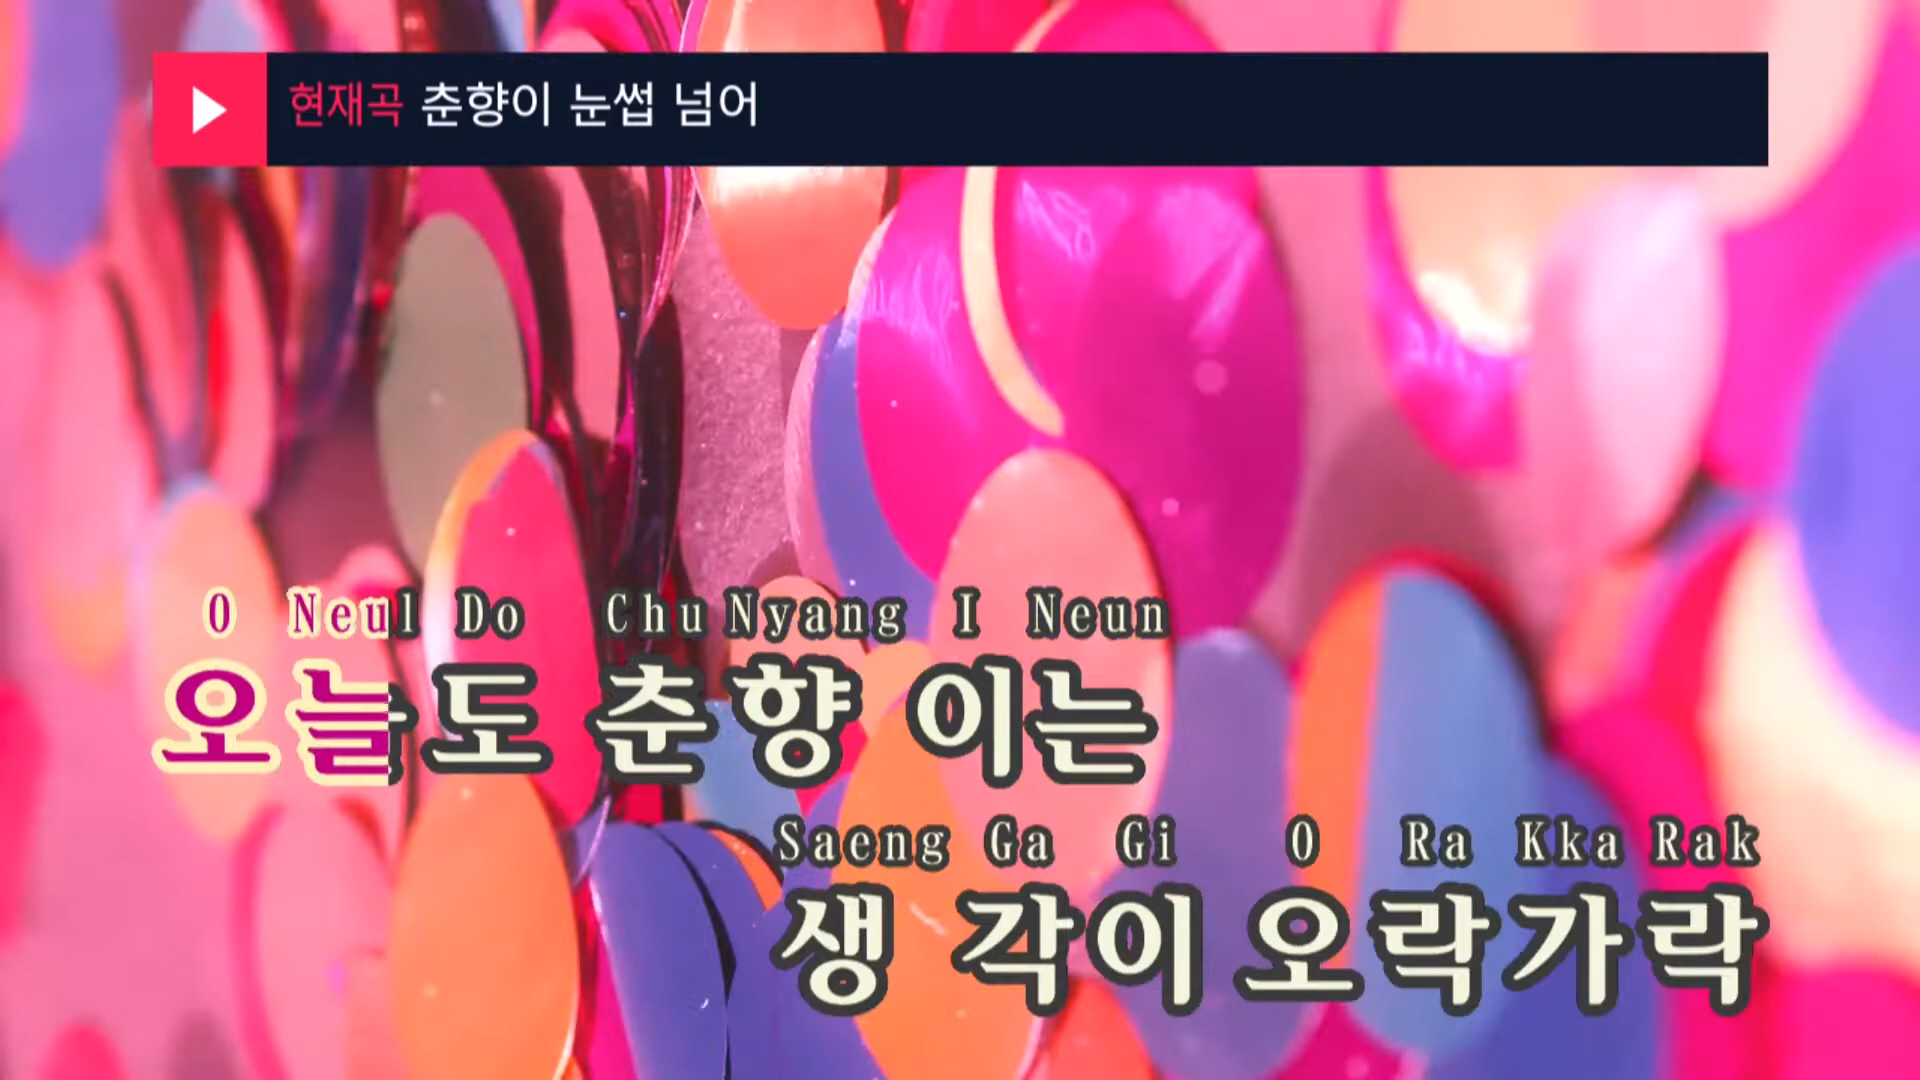 현재곡 춘향이 눈썹 넘어
O Neul Do Chu Nyang I Neun
오늘도 춘향이는
Saeng Ga Gi O Ra Kka Rak
생각이 오락가락